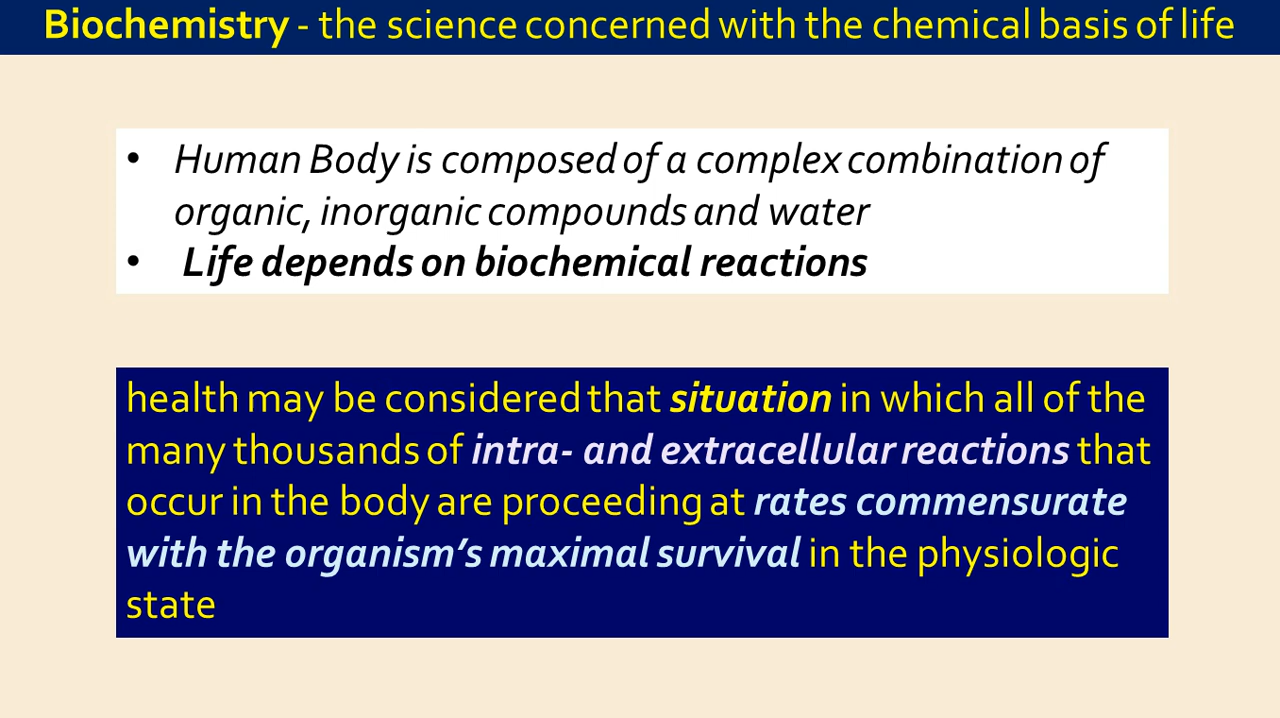 Biochemistry - the science concerned with the chemical basis of life
• Human Body is composed of a complex combination of
organic, inorganic compounds and water
• Life depends on biochemical reactions
health may be considered that situation in which all of the
many thousands of intra- and extracellular reactions that
occur in the body are proceeding at rates commensurate
with the organism’s maximal survival in the physiologic
state